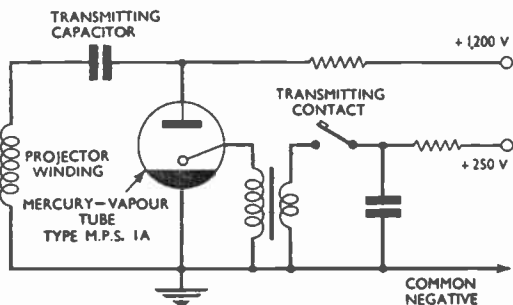 TRANSMITTING
CAPACITOR
+ 1,200 V
TRANSMITTING
CONTACT
+ 250 V
PROJECTOR
WINDING
MERCURY-VAPOUR
TUBE
TYPE M.P.S. 1A
COMMON
NEGATIVE